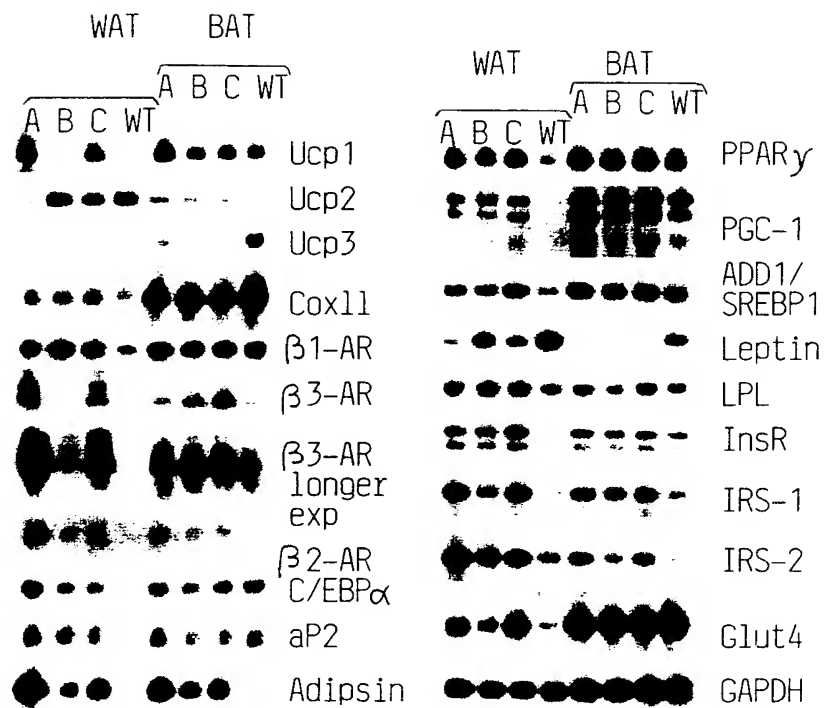 WAT BAT
A B C WT
A B C WT
Ucp1
Ucp2
Ucp3
CoxII
β1-AR
β3-AR
β3-AR
longer
exp
β2-AR
C/EBPα
aP2
Adipsin
WAT BAT
A B C WT
A B C WT
PPARγ
PGC-1
ADD1/
SREBP1
Leptin
LPL
InsR
IRS-1
IRS-2
Glut4
GAPDH